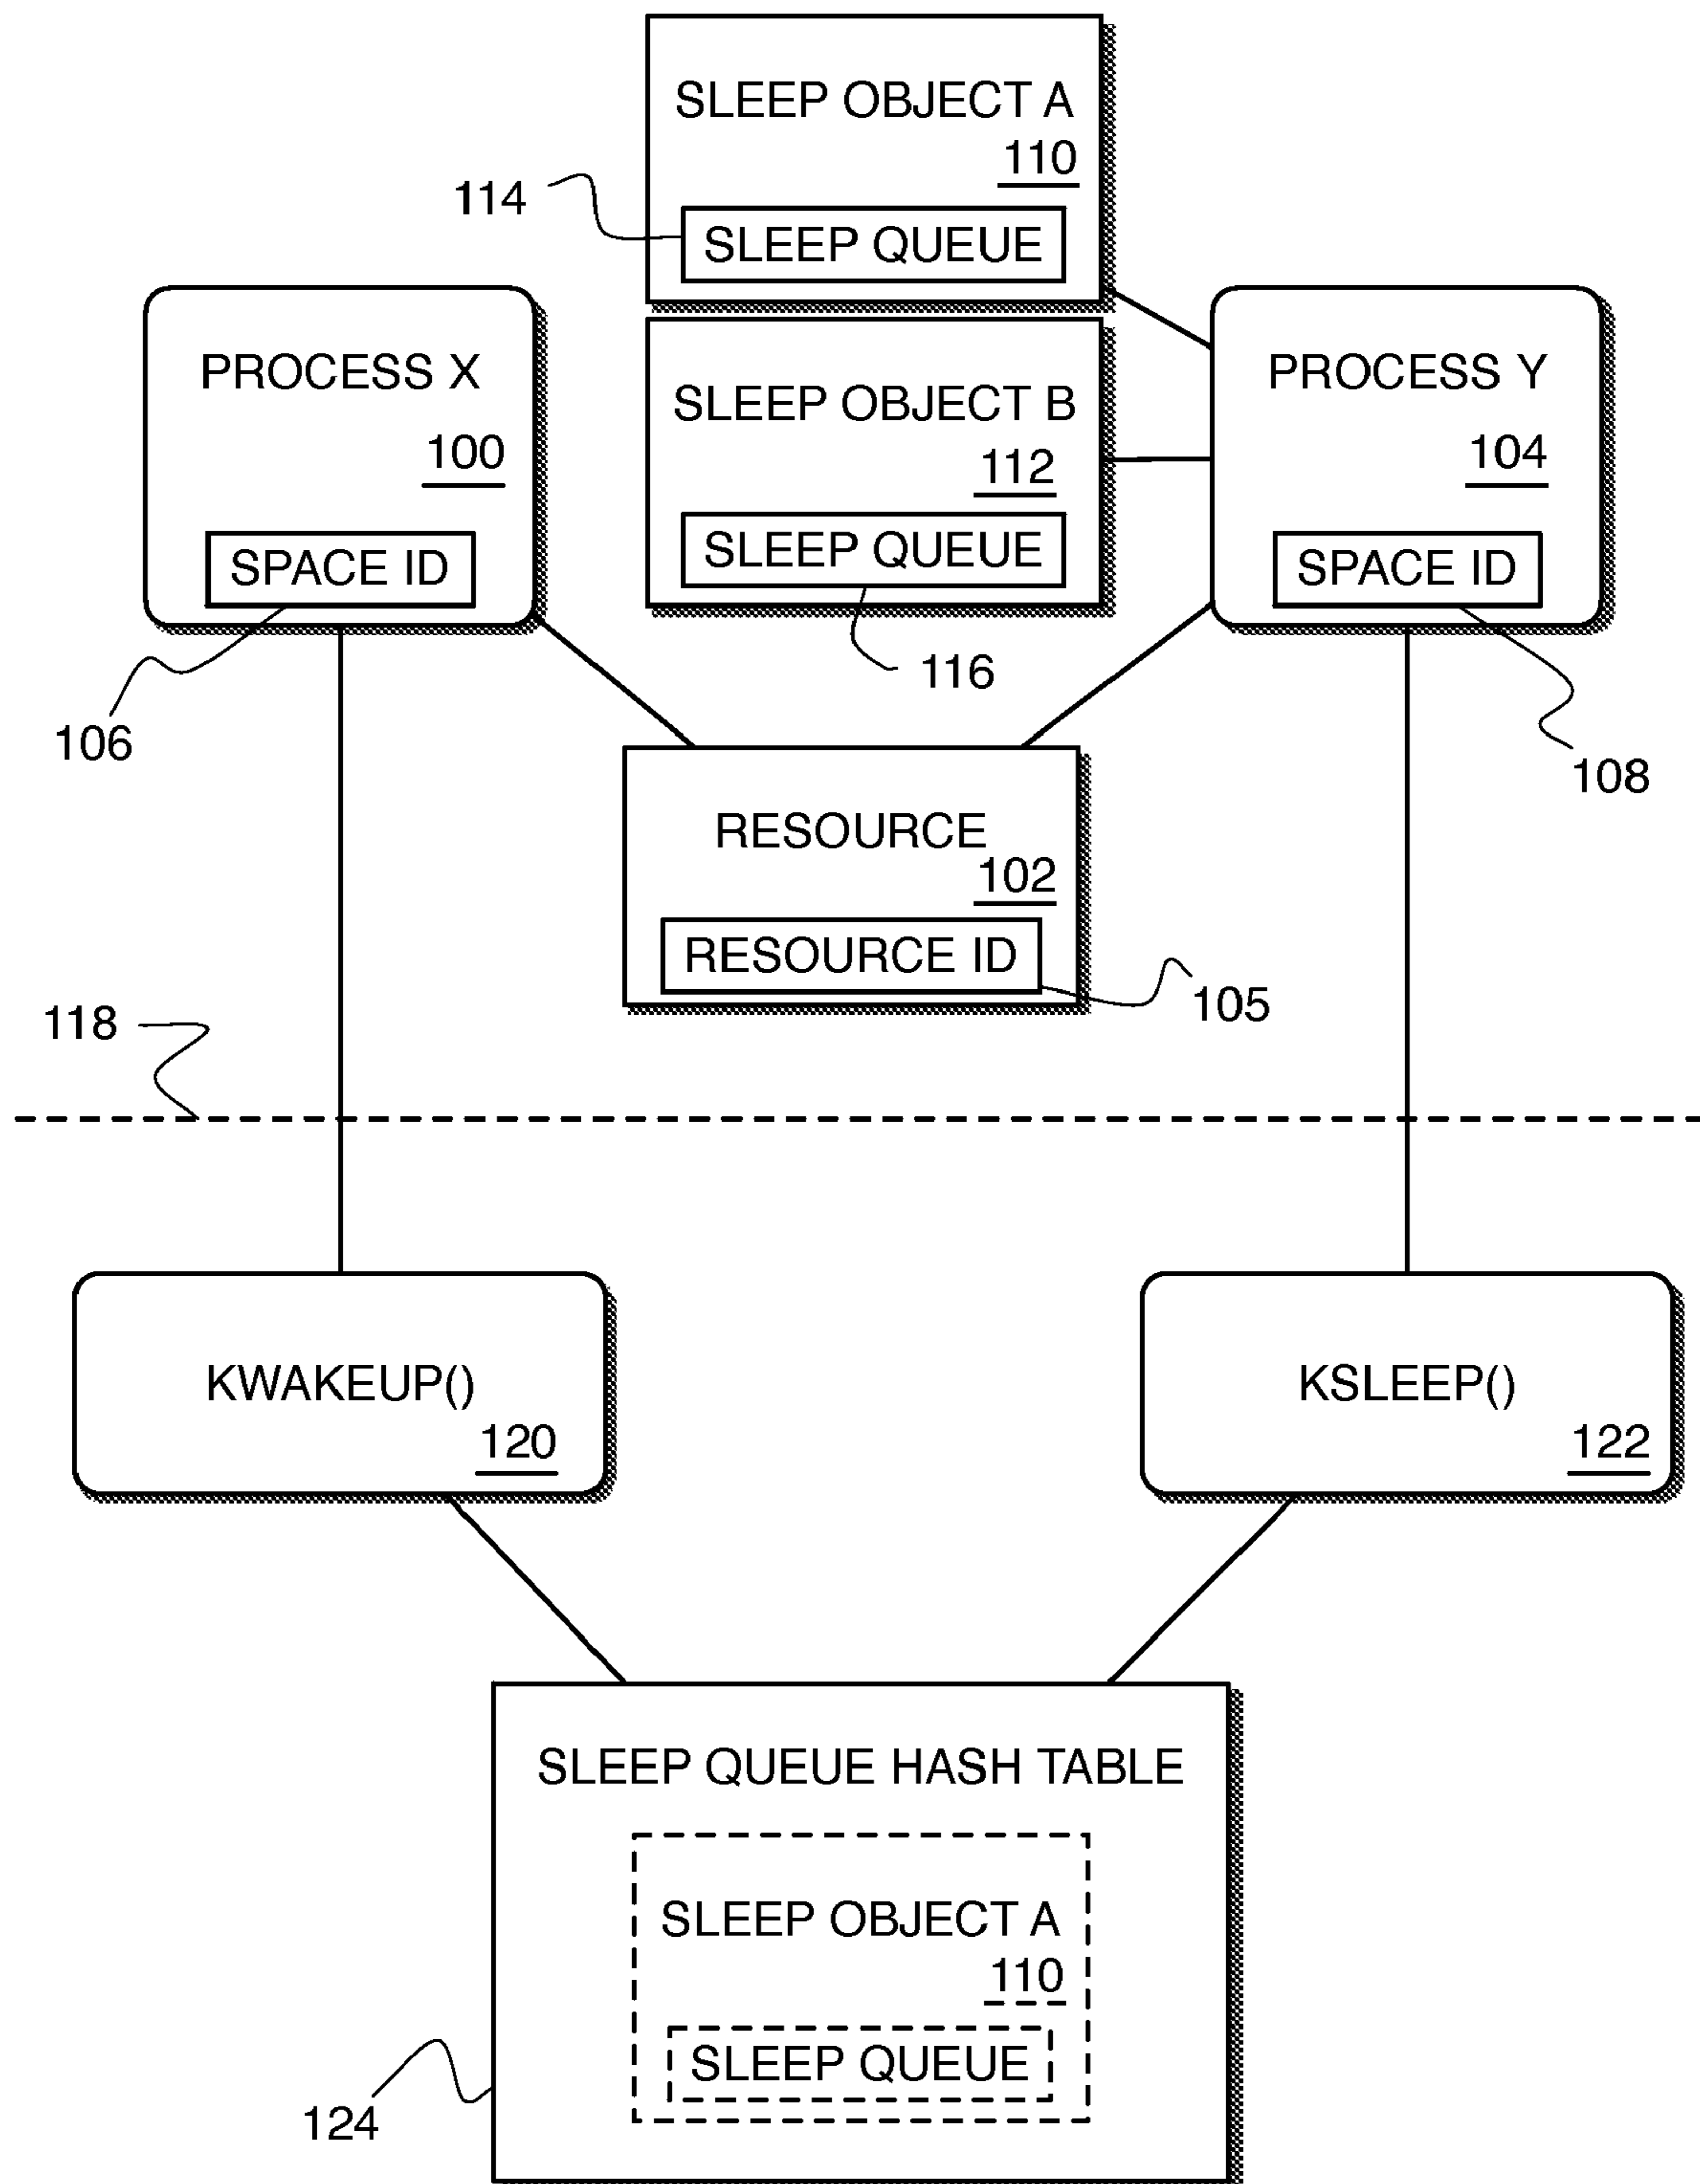 SLEEP OBJECT A
110
114
SLEEP QUEUE
PROCESS X
100
SPACE ID
106
SLEEP OBJECT B
112
SLEEP QUEUE
116
PROCESS Y
104
SPACE ID
108
RESOURCE
102
RESOURCE ID
105
118
KWAKEUP()
120
KSLEEP()
122
SLEEP QUEUE HASH TABLE
SLEEP OBJECT A
110
SLEEP QUEUE
124